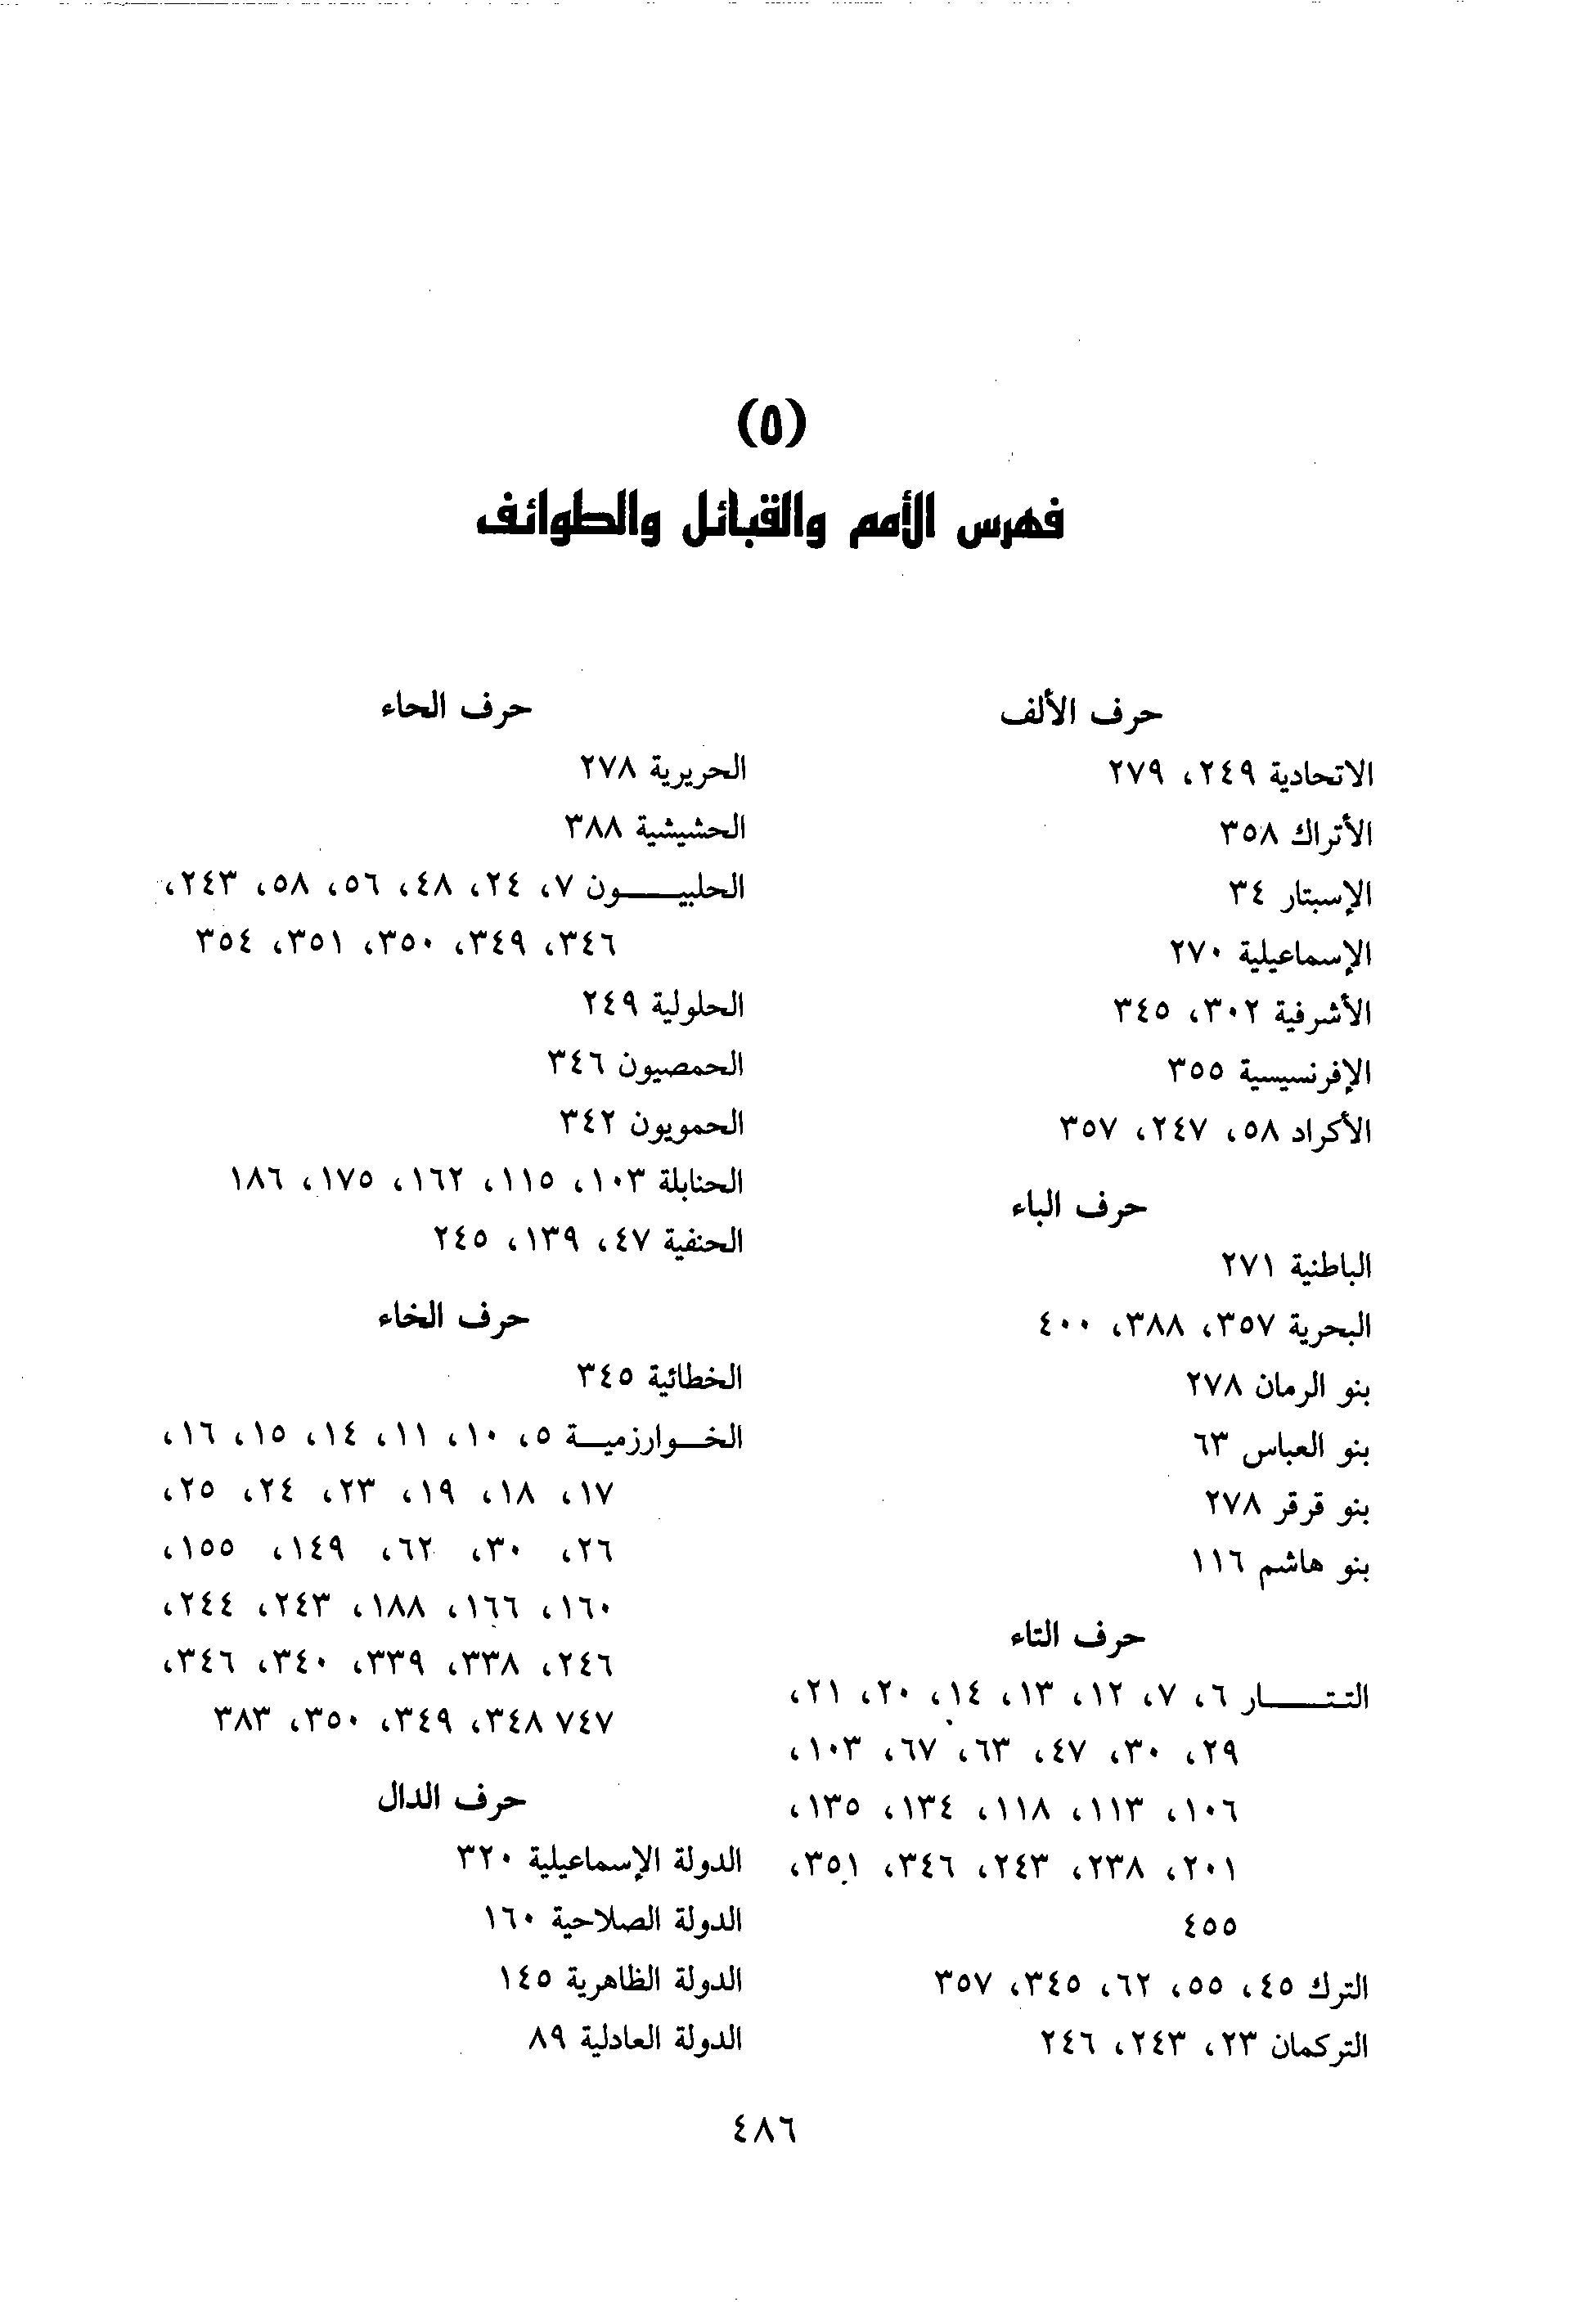 (٥)
فهرس الأمم والقبائل والطوائف
حرف الألف
الاتحادية ٢٤٩، ٢٧٩
الأتراك ٣٥٨
الإسبتار ٣٤
الإسماعيلية ٢٧٠
الأشرفية ٣٠٢، ٣٤٥
الإفرنسيسية ٣٥٥
الأكراد ٥٨، ٢٤٧، ٣٥٧
حرف الباء
الباطنية ٢٧١
البحرية ٣٥٧، ٣٨٨، ٤٠٠
بنو الرمان ٢٧٨
بنو العباس ٦٣
بنو قرقر ٢٧٨
بنو هاشم ١١٦
حرف التاء
التتـــار ٦، ٧، ١٢، ١٣، ١٤، ٢٠، ٢١،
٢٩، ٣٠، ٤٧، ٦٣، ٦٧، ١٠٣،
١٠٦، ١١٣، ١١٨، ١٣٤، ١٣٥،
٢٠١، ٢٣٨، ٢٤٣، ٣٤٦، ٣٥١،
٤٥٥
الترك ٤٥، ٥٥، ٦٢، ٣٤٥، ٣٥٧
التركمان ٢٣، ٢٤٣، ٢٤٦
حرف الحاء
الحريرية ٢٧٨
الحشيشية ٣٨٨
الحلبيـــون ٧، ٢٤، ٤٨، ٥٦، ٥٨، ٢٤٣،
٣٤٦، ٣٤٩، ٣٥٠، ٣٥١، ٣٥٤
الحلولية ٢٤٩
الحمصيون ٣٤٦
الحمويون ٣٤٢
الحنابلة ١٠٣، ١١٥، ١٦٢، ١٧٥، ١٨٦
الحنفية ٤٧، ١٣٩، ٢٤٥
حرف الخاء
الخطائية ٣٤٥
الخـــوارزميـــة ٥، ١٠، ١١، ١٤، ١٥، ١٦،
١٧، ١٨، ١٩، ٢٣، ٢٤، ٢٥،
٢٦، ٣٠، ٦٢، ١٤٩، ١٥٥،
١٦٠، ١٦٦، ١٨٨، ٢٤٣، ٢٤٤،
٢٤٦، ٣٣٨، ٣٣٩، ٣٤٠، ٣٤٦،
٧٤٧ ٣٤٨، ٣٤٩، ٣٥٠، ٣٨٣
حرف الدال
الدولة الإسماعيلية ٣٢٠
الدولة الصلاحية ١٦٠
الدولة الظاهرية ١٤٥
الدولة العادلية ٨٩
٤٨٦